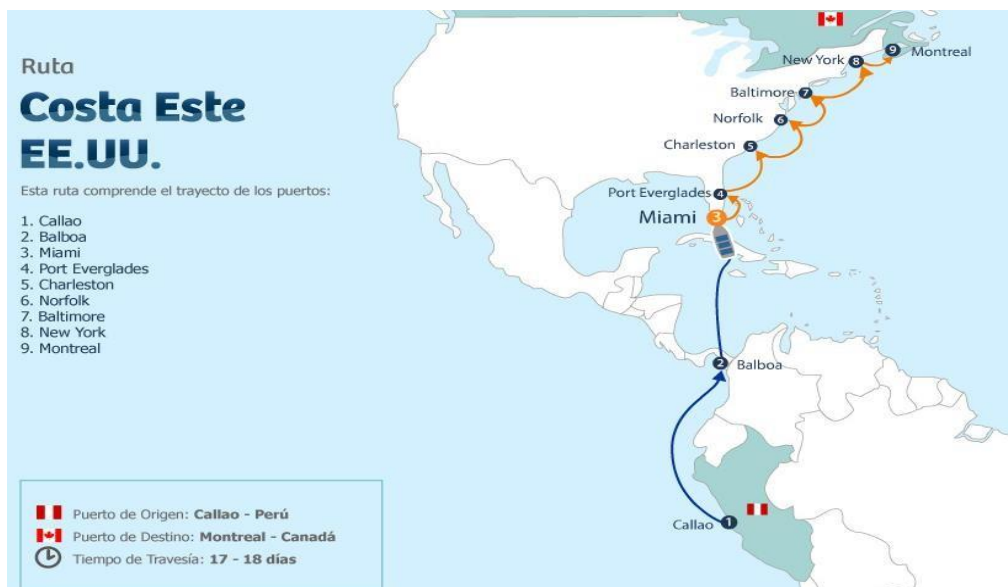 Ruta
Costa Este
EE.UU.
Esta ruta comprende el trayecto de los puertos:
1. Callao
2. Balboa
3. Miami
4. Port Everglades
5. Charleston
6. Norfolk
7. Baltimore
8. New York
9. Montreal
Puerto de Origen: Callao - Perú
Puerto de Destino: Montreal - Canadá
Tiempo de Travesía: 17 - 18 días
9 Montreal
New York 8
Baltimore 7
Norfolk 6
Charleston 5
Port Everglades 4
Miami 3
2 Balboa
Callao 1